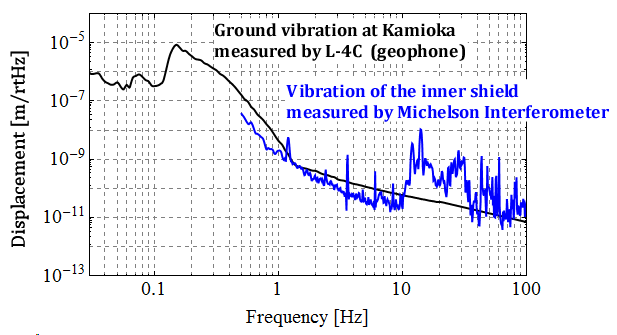 Ground vibration at Kamioka
measured by L-4C (geophone)
Vibration of the inner shield
measured by Michelson Interferometer
Displacement [m/rtHz]
10⁻⁵
10⁻⁷
10⁻⁹
10⁻¹¹
10⁻¹³
0.1
1
10
100
Frequency [Hz]